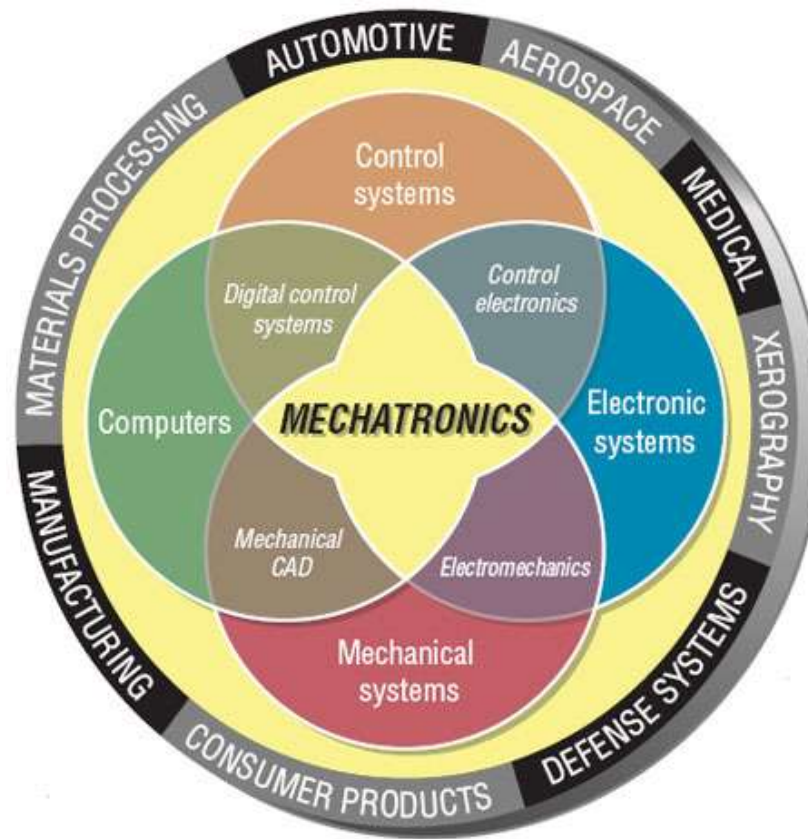 AUTOMOTIVE
AEROSPACE
MEDICAL
XEROGRAPHY
DEFENSE SYSTEMS
CONSUMER PRODUCTS
MANUFACTURING
MATERIALS PROCESSING
Control
systems
Digital control
systems
Control
electronics
Computers
MECHATRONICS
Electronic
systems
Mechanical
CAD
Electromechanics
Mechanical
systems